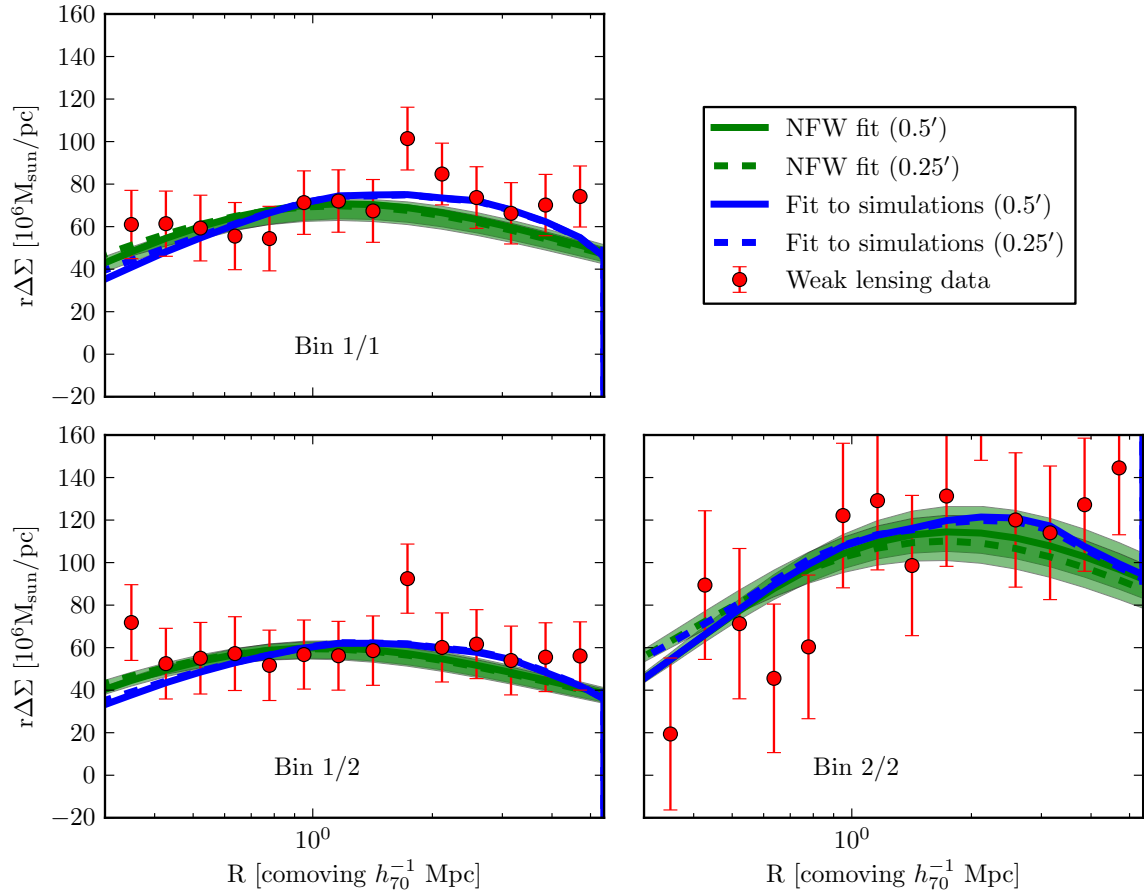 160
140
120
100
80
60
40
20
0
−20
r∆Σ [10⁶M_sun/pc]
Bin 1/1
NFW fit (0.5′)
NFW fit (0.25′)
Fit to simulations (0.5′)
Fit to simulations (0.25′)
Weak lensing data
160
140
120
100
80
60
40
20
0
−20
r∆Σ [10⁶M_sun/pc]
Bin 1/2
Bin 2/2
10⁰
10⁰
R [comoving h₇₀⁻¹ Mpc]
R [comoving h₇₀⁻¹ Mpc]